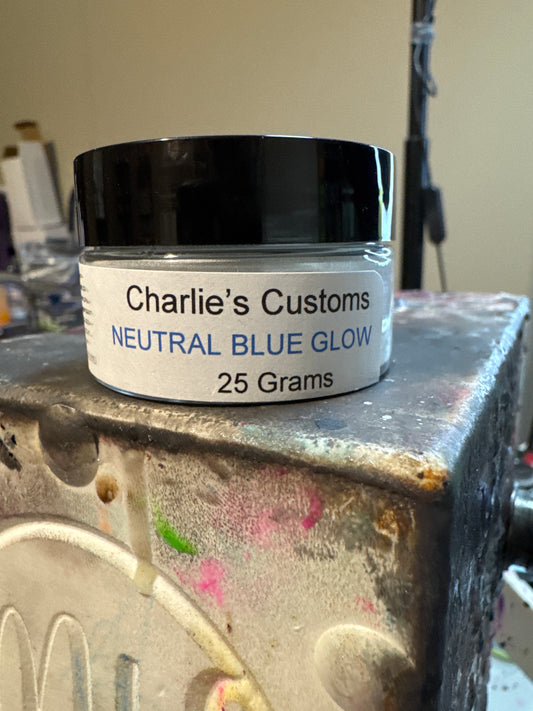 Charlie's Customs
NEUTRAL BLUE GLOW
25 Grams